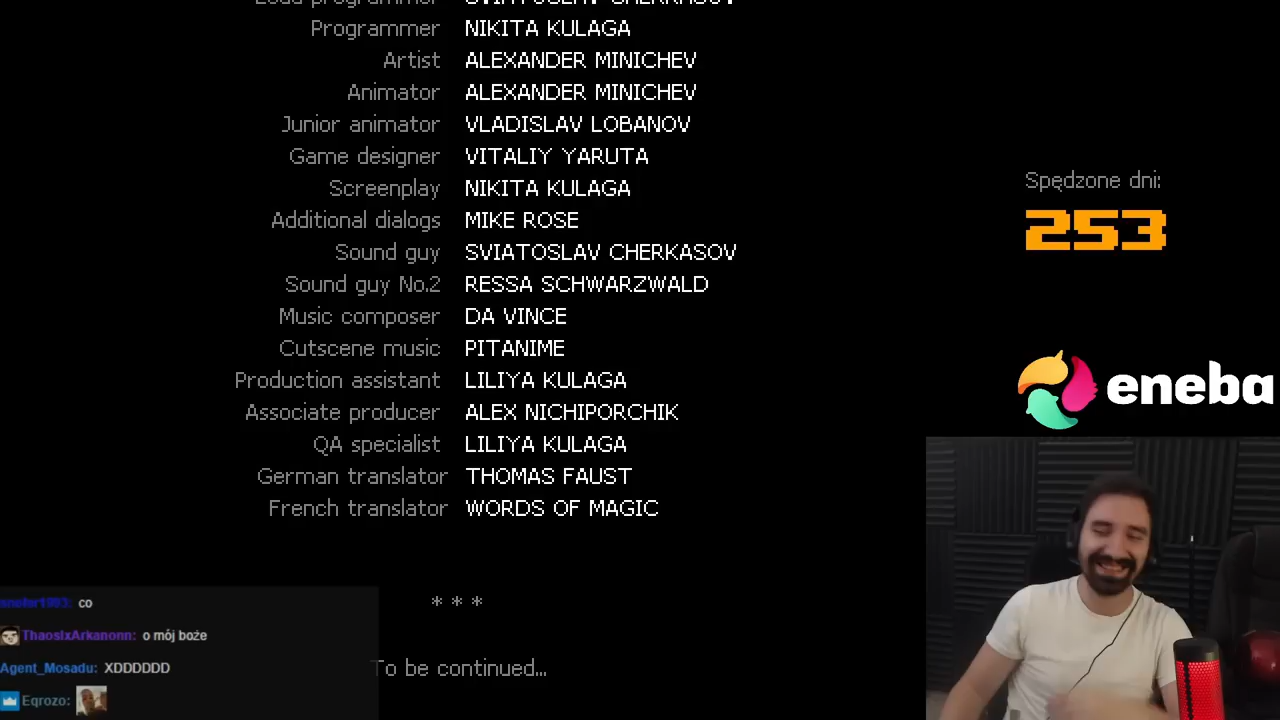 Programmer NIKITA KULAGA
Artist ALEXANDER MINICHEV
Animator ALEXANDER MINICHEV
Junior animator VLADISLAV LOBANOV
Game designer VITALIY YARUTA
Screenplay NIKITA KULAGA
Additional dialogs MIKE ROSE
Sound guy SVIATOSLAV CHERKASOV
Sound guy No.2 RESSA SCHWARZWALD
Music composer DA VINCE
Cutscene music PITANIME
Production assistant LILIYA KULAGA
Associate producer ALEX NICHIPORCHIK
QA specialist LILIYA KULAGA
German translator THOMAS FAUST
French translator WORDS OF MAGIC
* * *
To be continued...
Spędzone dni:
253
eneba
co
ThaosIxArkanonn: o mój boże
Agent_Mosadu: XDDDDDD
Eqrozo: